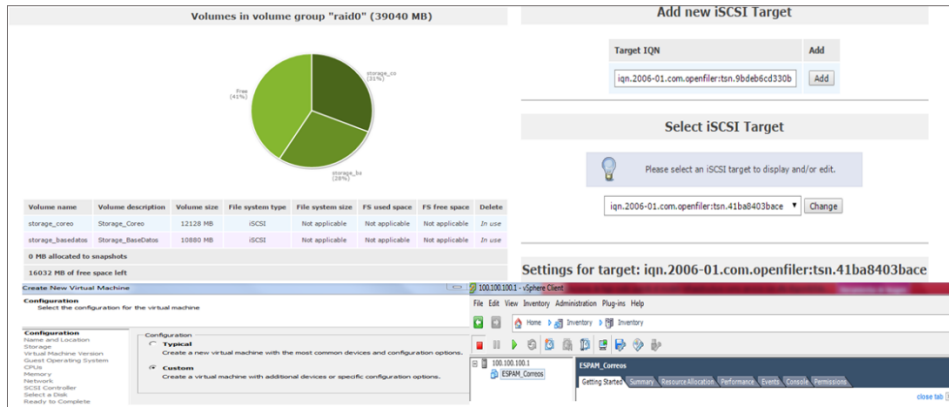 Volumes in volume group "raid0" (39040 MB)
Free
(41%)
storage_co
(31%)
storage_ba
(28%)
Volume name Volume description Volume size File system type File system size FS used space FS free space Delete
storage_coreo Storage_Coreo 12128 MB iSCSI Not applicable Not applicable Not applicable In use
storage_basedatos Storage_BaseDatos 10880 MB iSCSI Not applicable Not applicable Not applicable In use
0 MB allocated to snapshots
16032 MB of free space left
Add new iSCSI Target
Target IQN Add
iqn.2006-01.com.openfiler:tsn.9bdeb6cd330b Add
Select iSCSI Target
Please select an iSCSI target to display and/or edit.
iqn.2006-01.com.openfiler:tsn.41ba8403bace Change
Settings for target: iqn.2006-01.com.openfiler:tsn.41ba8403bace
Create New Virtual Machine
Configuration
Select the configuration for the virtual machine
Configuration
Name and Location
Storage
Virtual Machine Version
Guest Operating System
CPUs
Memory
Network
SCSI Controller
Select a Disk
Ready to Complete
Configuration
Typical
Create a new virtual machine with the most common devices and configuration options.
Custom
Create a virtual machine with additional devices or specific configuration options.
100.100.100.1 - vSphere Client
File Edit View Inventory Administration Plug-ins Help
Home Inventory Inventory
100.100.100.1
ESPAM_Correos
ESPAM_Correos
Getting Started Summary Resource Allocation Performance Events Console Permissions
close tab